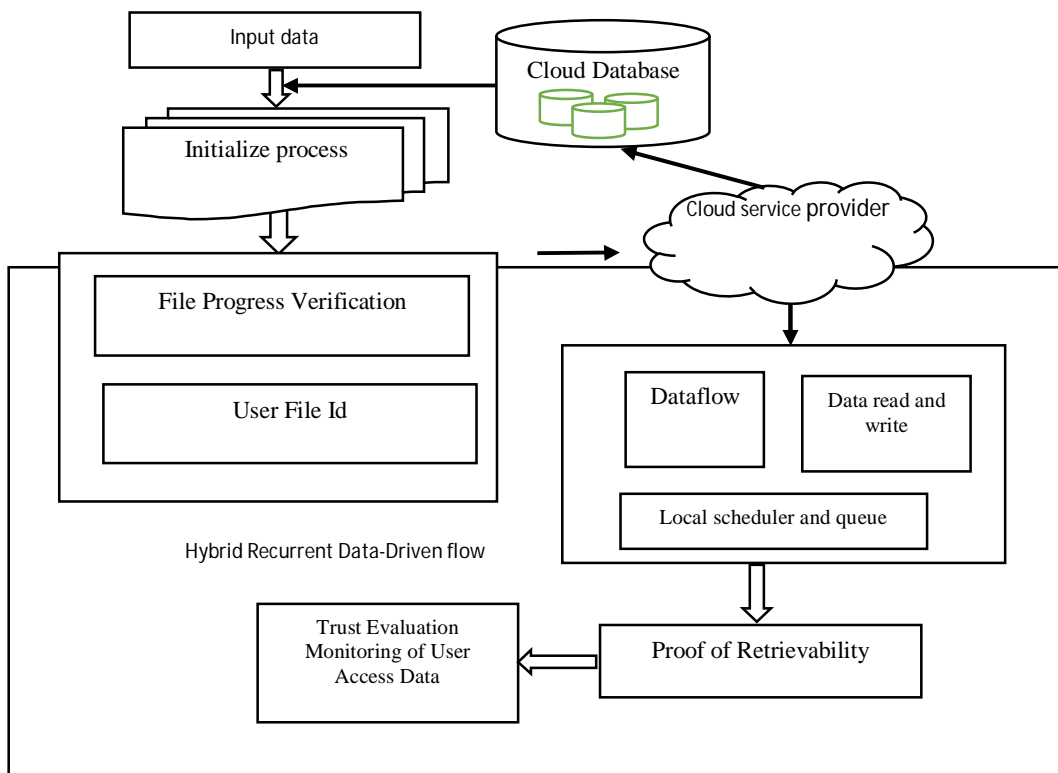 Input data
Cloud Database
Initialize process
Cloud service provider
File Progress Verification
User File Id
Dataflow
Data read and
write
Local scheduler and queue
Hybrid Recurrent Data-Driven flow
Trust Evaluation
Monitoring of User
Access Data
Proof of Retrievability